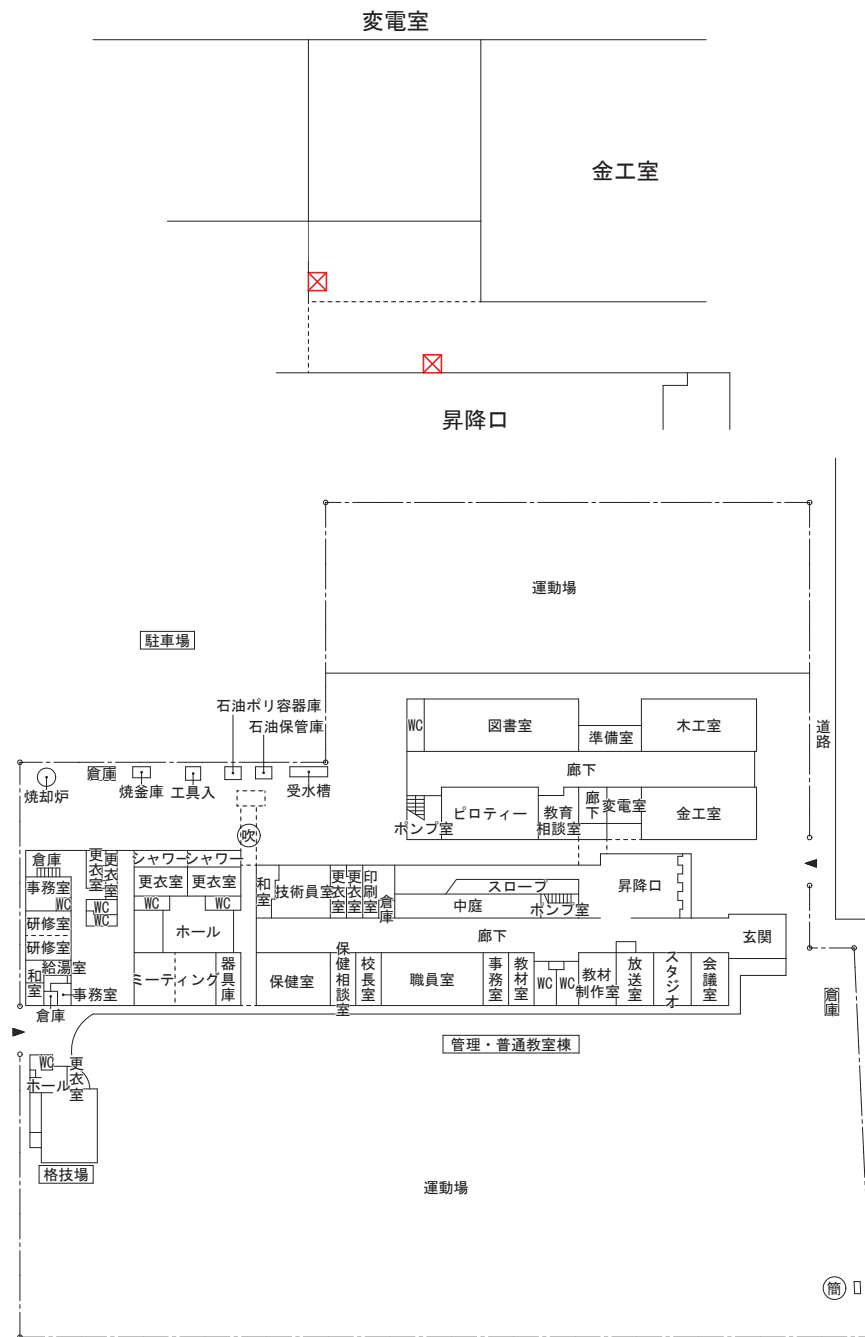 変電室
金工室
昇降口
運動場
駐車場
石油ポリ容器庫
石油保管庫
WC
図書室
準備室
木工室
道路
廊下
焼却炉
倉庫
焼釜庫
工具入
受水槽
ポンプ室
ピロティー
教育
相談室
廊下
変電室
金工室
吹
倉庫
更衣室
更衣室
シャワー
シャワー
更衣室
更衣室
和室
技術員室
更衣室
更衣室
印刷室
倉庫
スロープ
中庭
ポンプ室
昇降口
事務室
WC
WC
WC
WC
WC
研修室
研修室
ホール
廊下
玄関
給湯室
和室
事務室
倉庫
ミーティング
器具庫
保健室
保健相談室
校長室
職員室
事務室
教材室
WC
WC
教材
制作室
放送室
スタジオ
会議室
倉庫
管理・普通教室棟
WC
更衣室
ホール
格技場
運動場
簡